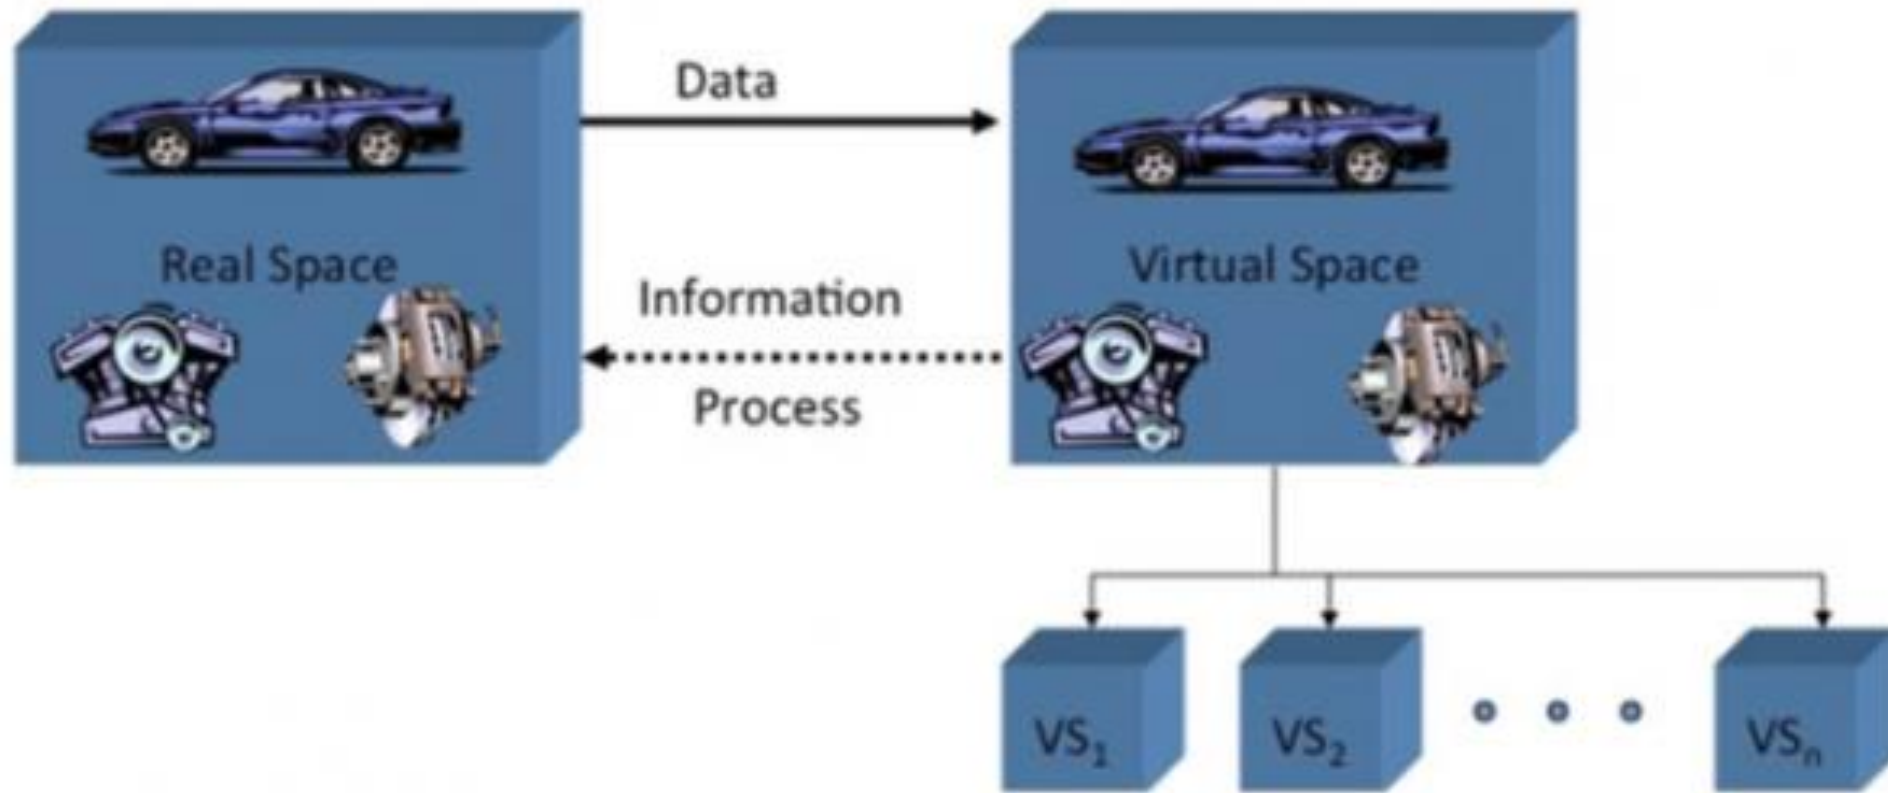 Data
Real Space
Virtual Space
Information
Process
VS₁
VS₂
VSₙ